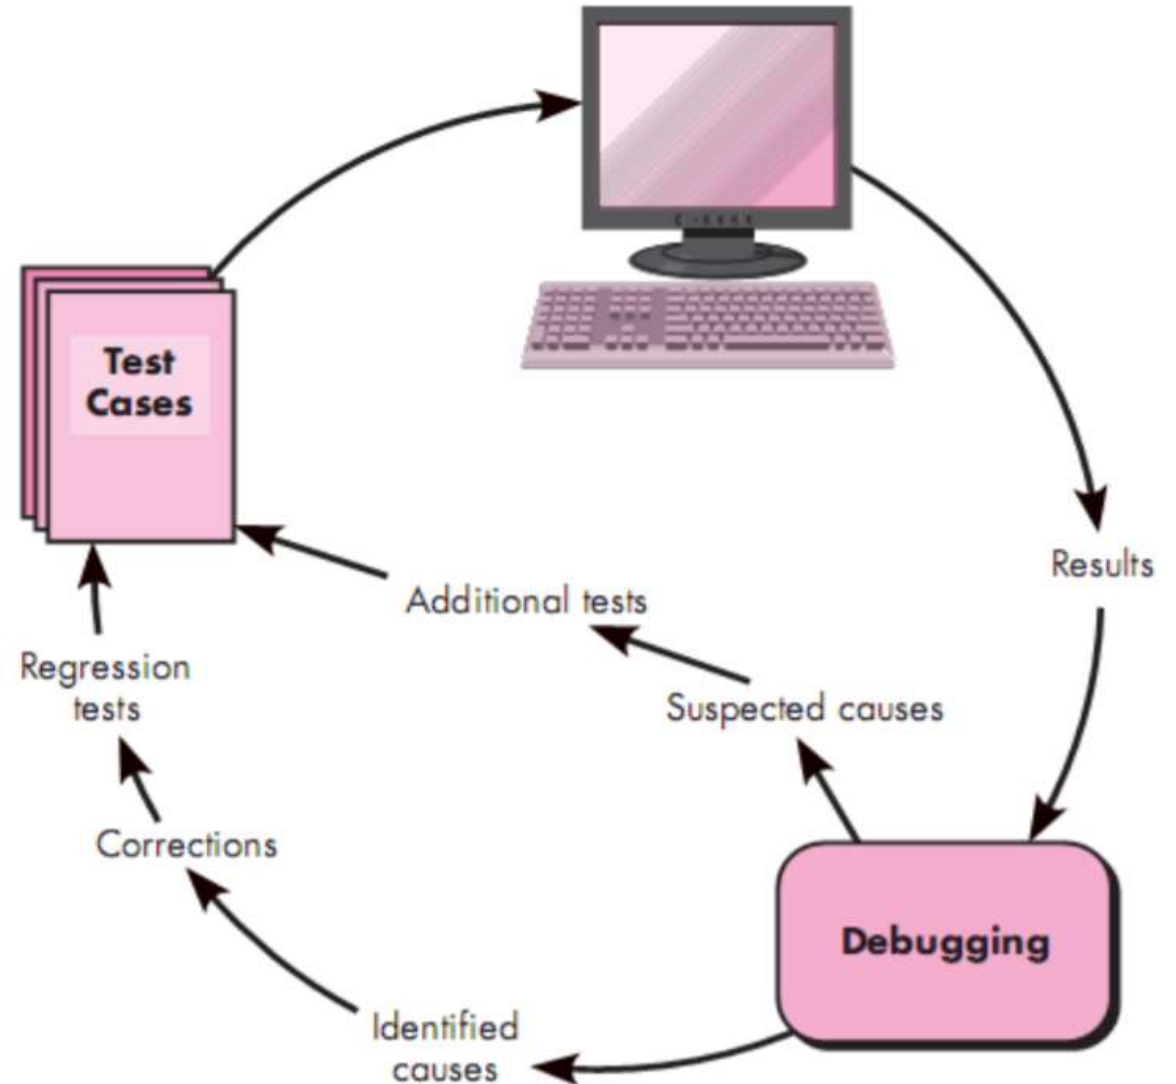 Test
Cases
Results
Additional tests
Regression
tests
Suspected causes
Corrections
Debugging
Identified
causes